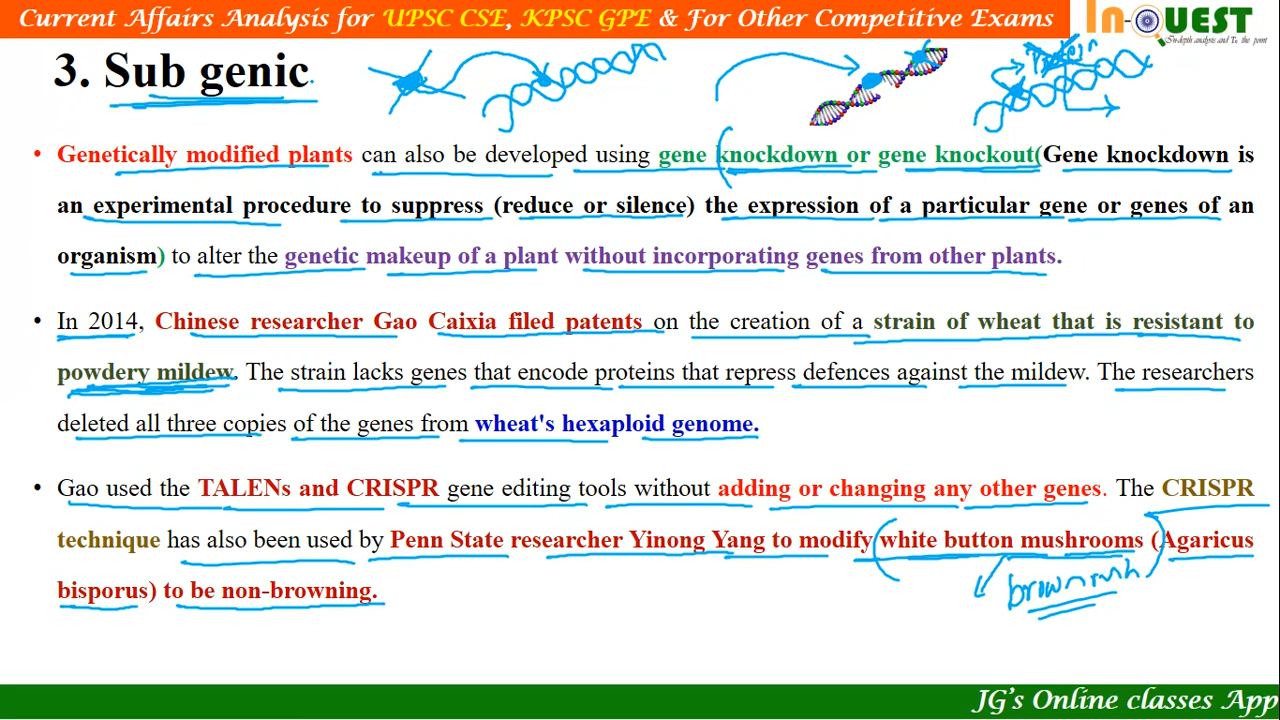 Current Affairs Analysis for UPSC CSE, KPSC GPE & For Other Competitive Exams
In-QUEST
In-depth analysis and To the point
3. Sub genic
• Genetically modified plants can also be developed using gene knockdown or gene knockout(Gene knockdown is
an experimental procedure to suppress (reduce or silence) the expression of a particular gene or genes of an
organism) to alter the genetic makeup of a plant without incorporating genes from other plants.
• In 2014, Chinese researcher Gao Caixia filed patents on the creation of a strain of wheat that is resistant to
powdery mildew. The strain lacks genes that encode proteins that repress defences against the mildew. The researchers
deleted all three copies of the genes from wheat's hexaploid genome.
• Gao used the TALENs and CRISPR gene editing tools without adding or changing any other genes. The CRISPR
technique has also been used by Penn State researcher Yinong Yang to modify white button mushrooms (Agaricus
bisporus) to be non-browning.
JG's Online classes App